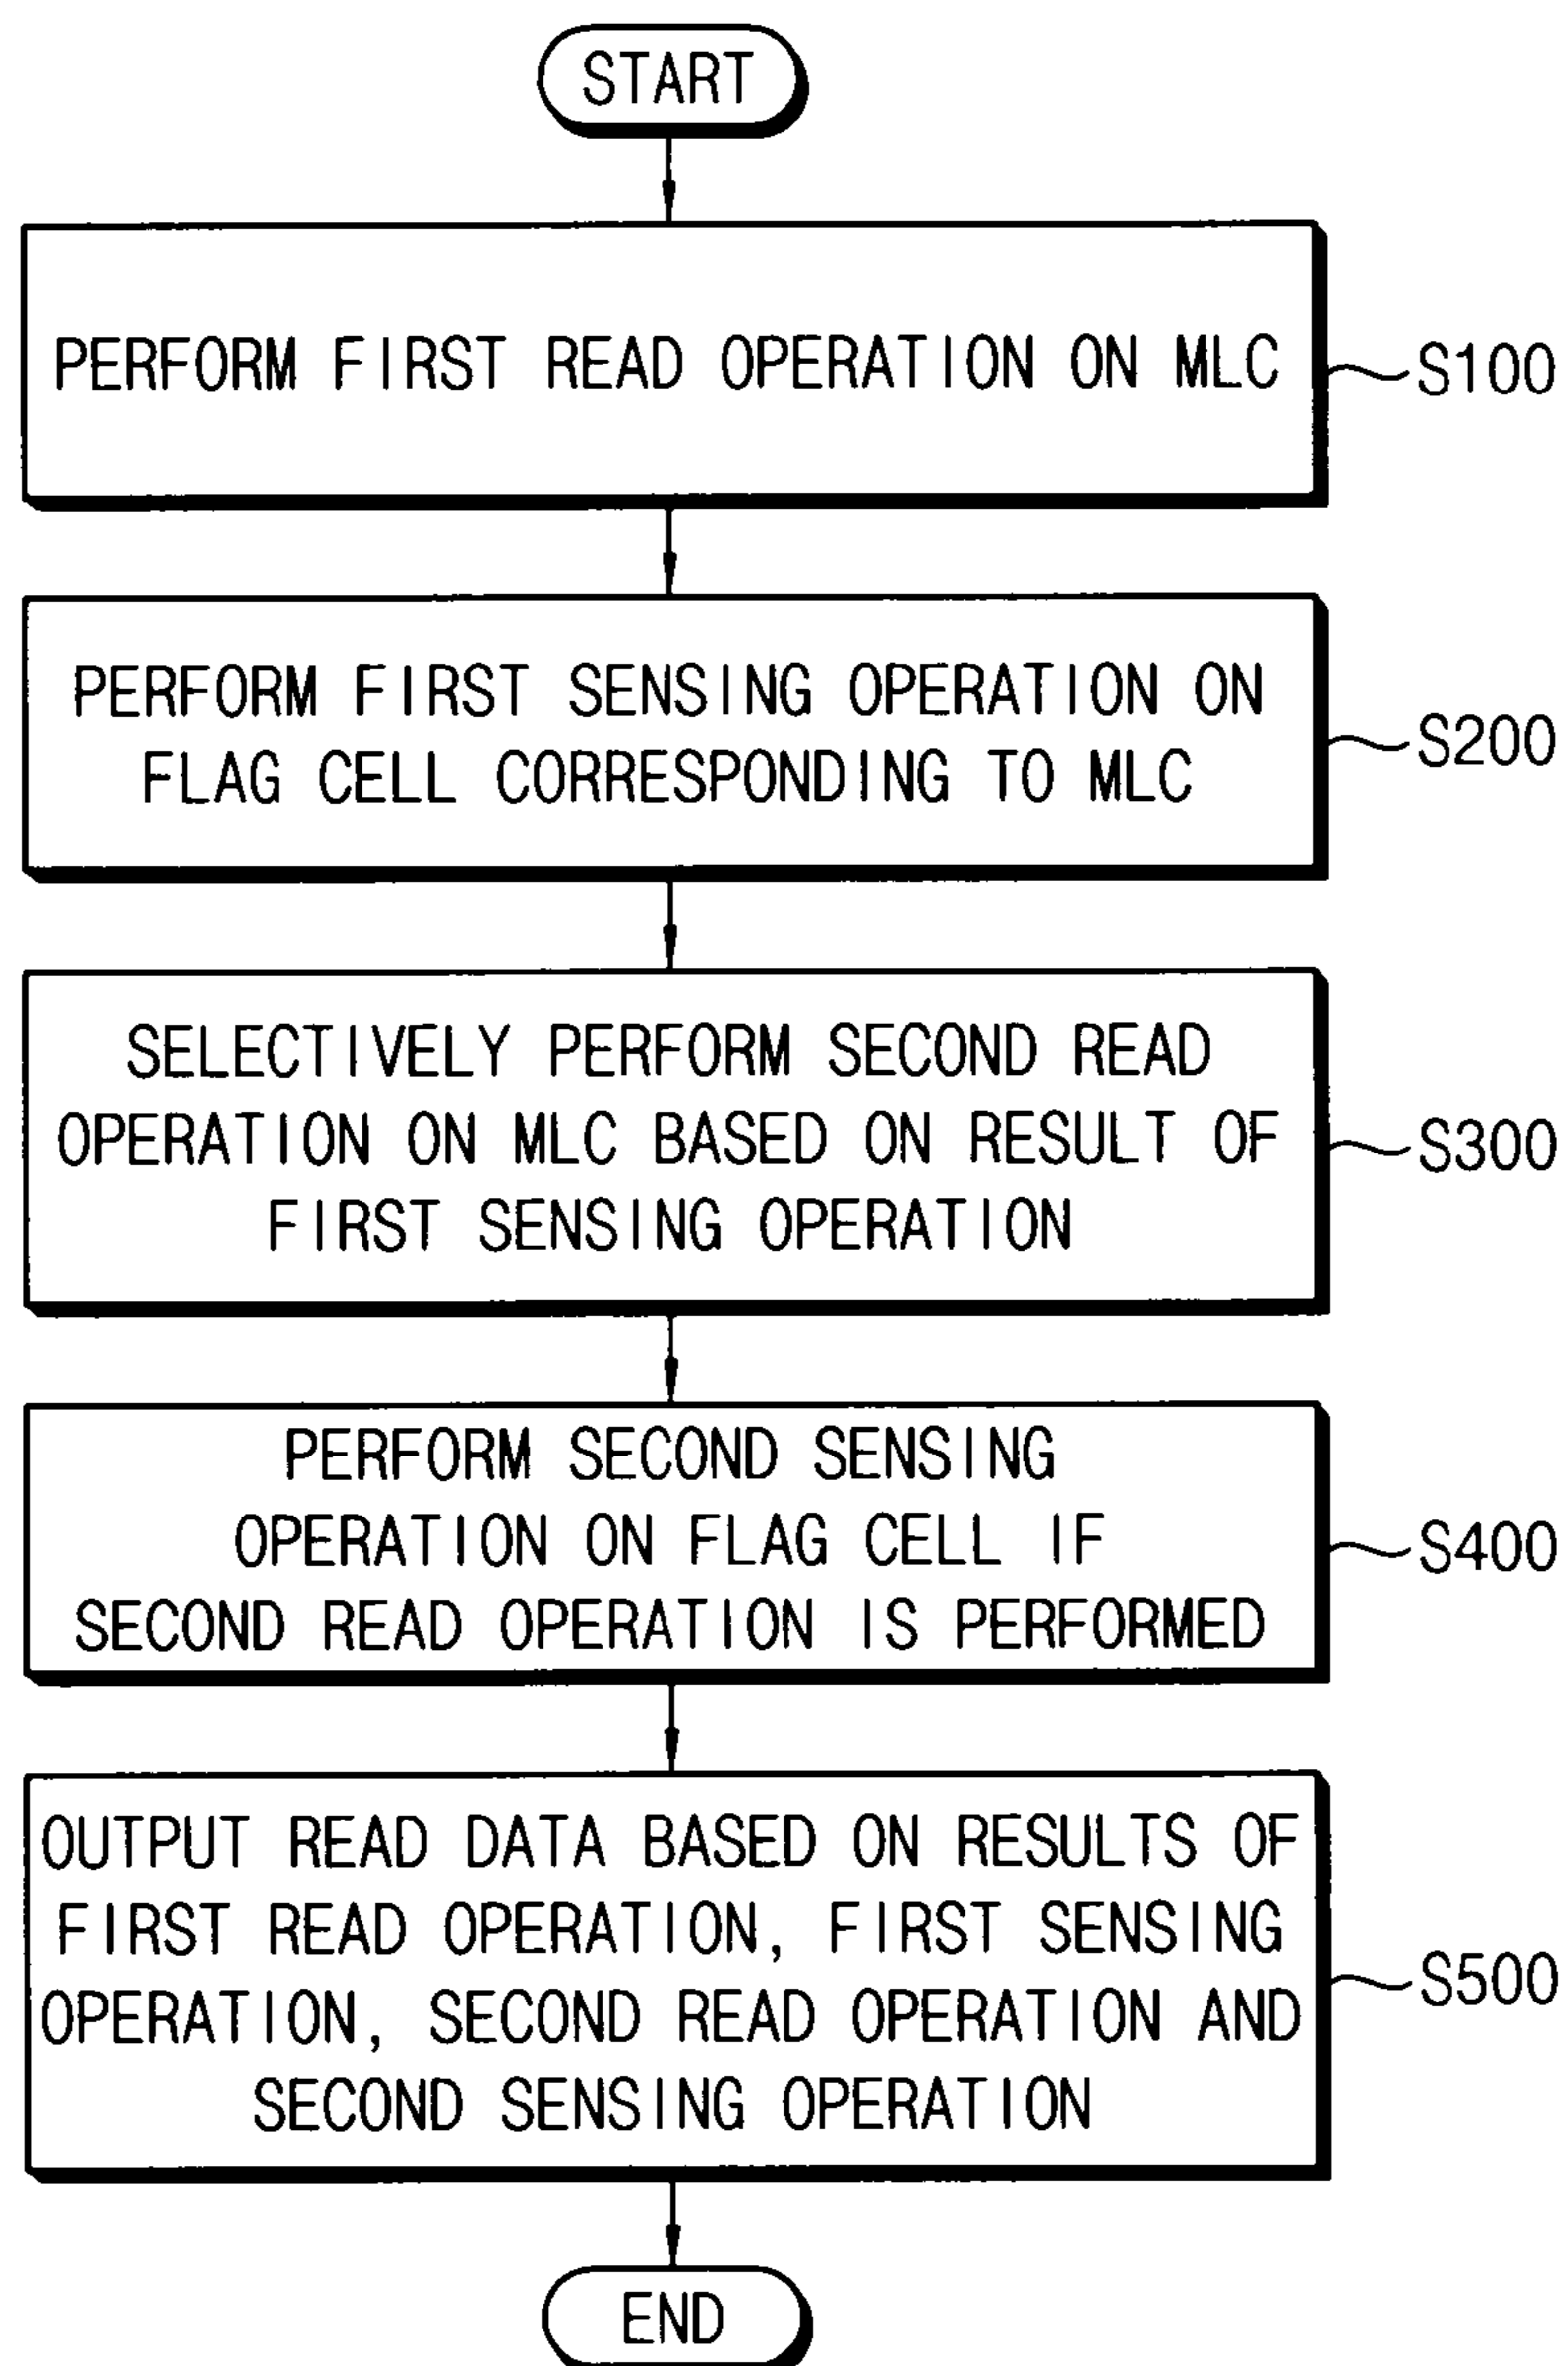 START
PERFORM FIRST READ OPERATION ON MLC
S100
PERFORM FIRST SENSING OPERATION ON
FLAG CELL CORRESPONDING TO MLC
S200
SELECTIVELY PERFORM SECOND READ
OPERATION ON MLC BASED ON RESULT OF
FIRST SENSING OPERATION
S300
PERFORM SECOND SENSING
OPERATION ON FLAG CELL IF
SECOND READ OPERATION IS PERFORMED
S400
OUTPUT READ DATA BASED ON RESULTS OF
FIRST READ OPERATION, FIRST SENSING
OPERATION, SECOND READ OPERATION AND
SECOND SENSING OPERATION
S500
END